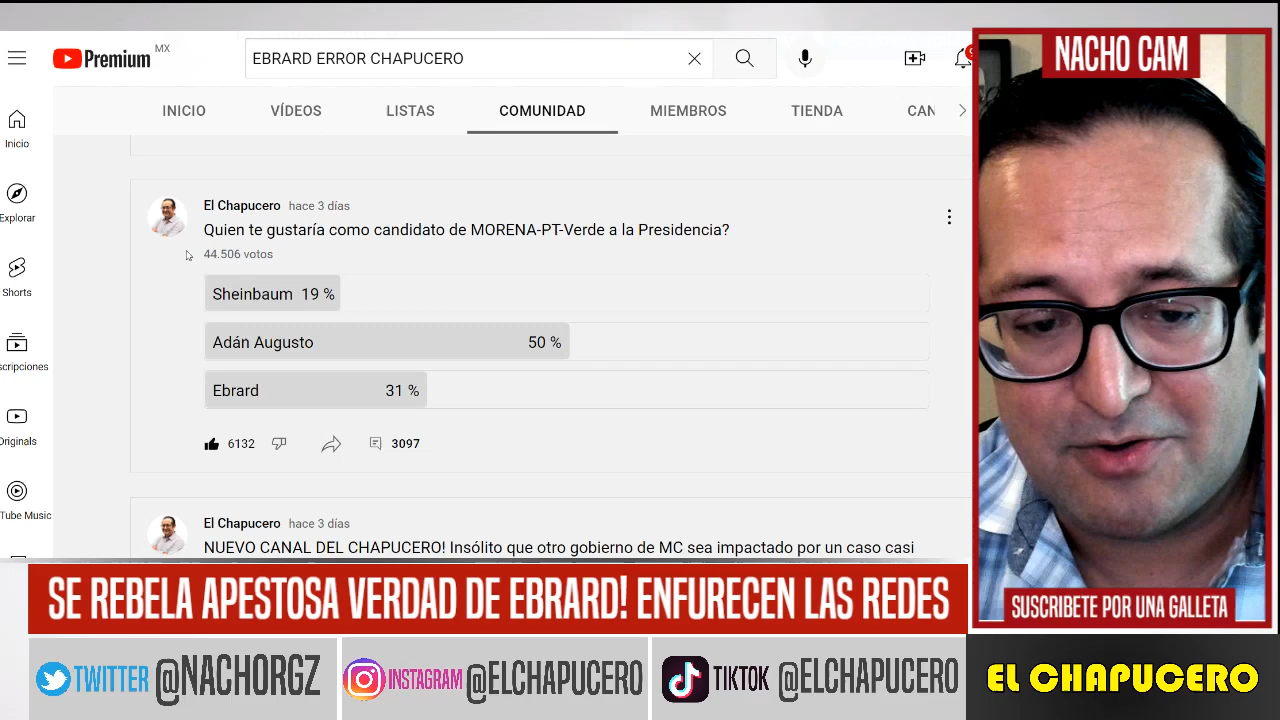 Premium MX
EBRARD ERROR CHAPUCERO
INICIO VÍDEOS LISTAS COMUNIDAD MIEMBROS TIENDA CAN
Inicio
Explorar
Shorts
scripciones
Originals
Tube Music
El Chapucero hace 3 días
Quien te gustaría como candidato de MORENA-PT-Verde a la Presidencia?
44.506 votos
Sheinbaum 19 %
Adán Augusto 50 %
Ebrard 31 %
6132 3097
El Chapucero hace 3 días
NUEVO CANAL DEL CHAPUCERO! Insólito que otro gobierno de MC sea impactado por un caso casi
NACHO CAM
SUSCRIBETE POR UNA GALLETA
SE REBELA APESTOSA VERDAD DE EBRARD! ENFURECEN LAS REDES
TWITTER @NACHORGZ INSTAGRAM @ELCHAPUCERO TIKTOK @ELCHAPUCERO
EL CHAPUCERO